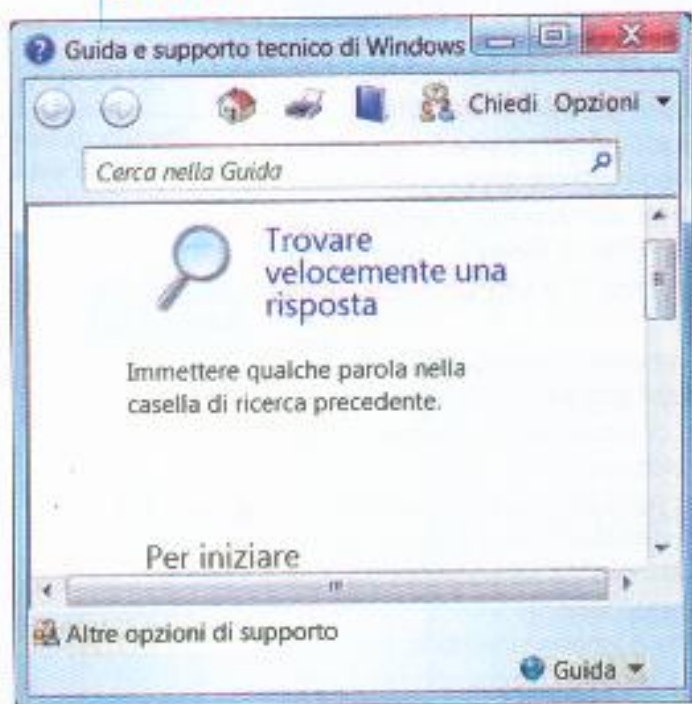 Guida e supporto tecnico di Windows
Chiedi Opzioni
Cerca nella Guida
Trovare
velocemente una
risposta
Immettere qualche parola nella
casella di ricerca precedente.
Per iniziare
Altre opzioni di supporto
Guida